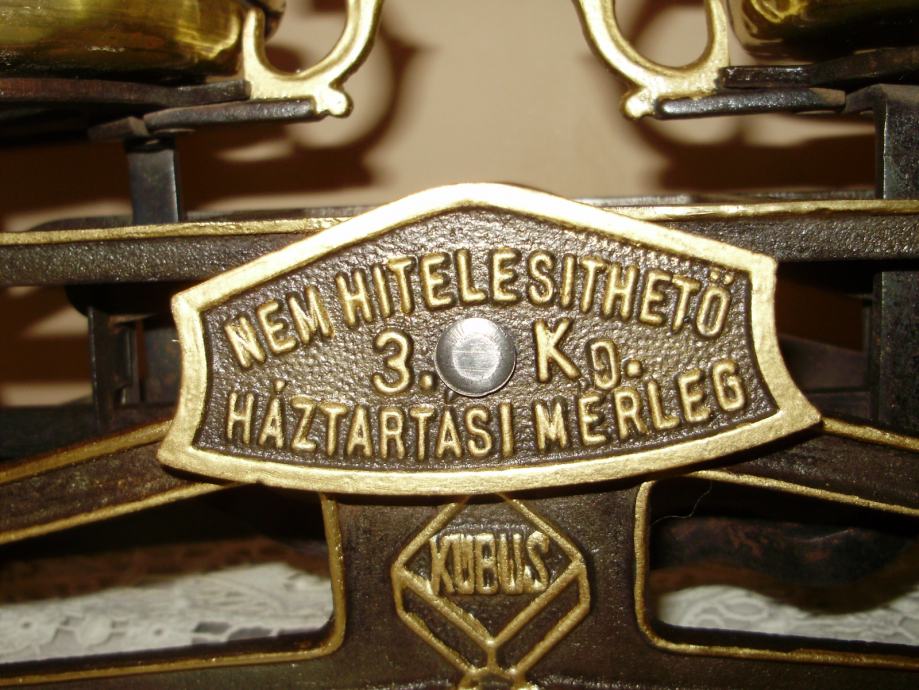 NEM HITELESITHETÖ
3. Kg.
HÁZTARTÁSI MÉRLEG
KUBUS